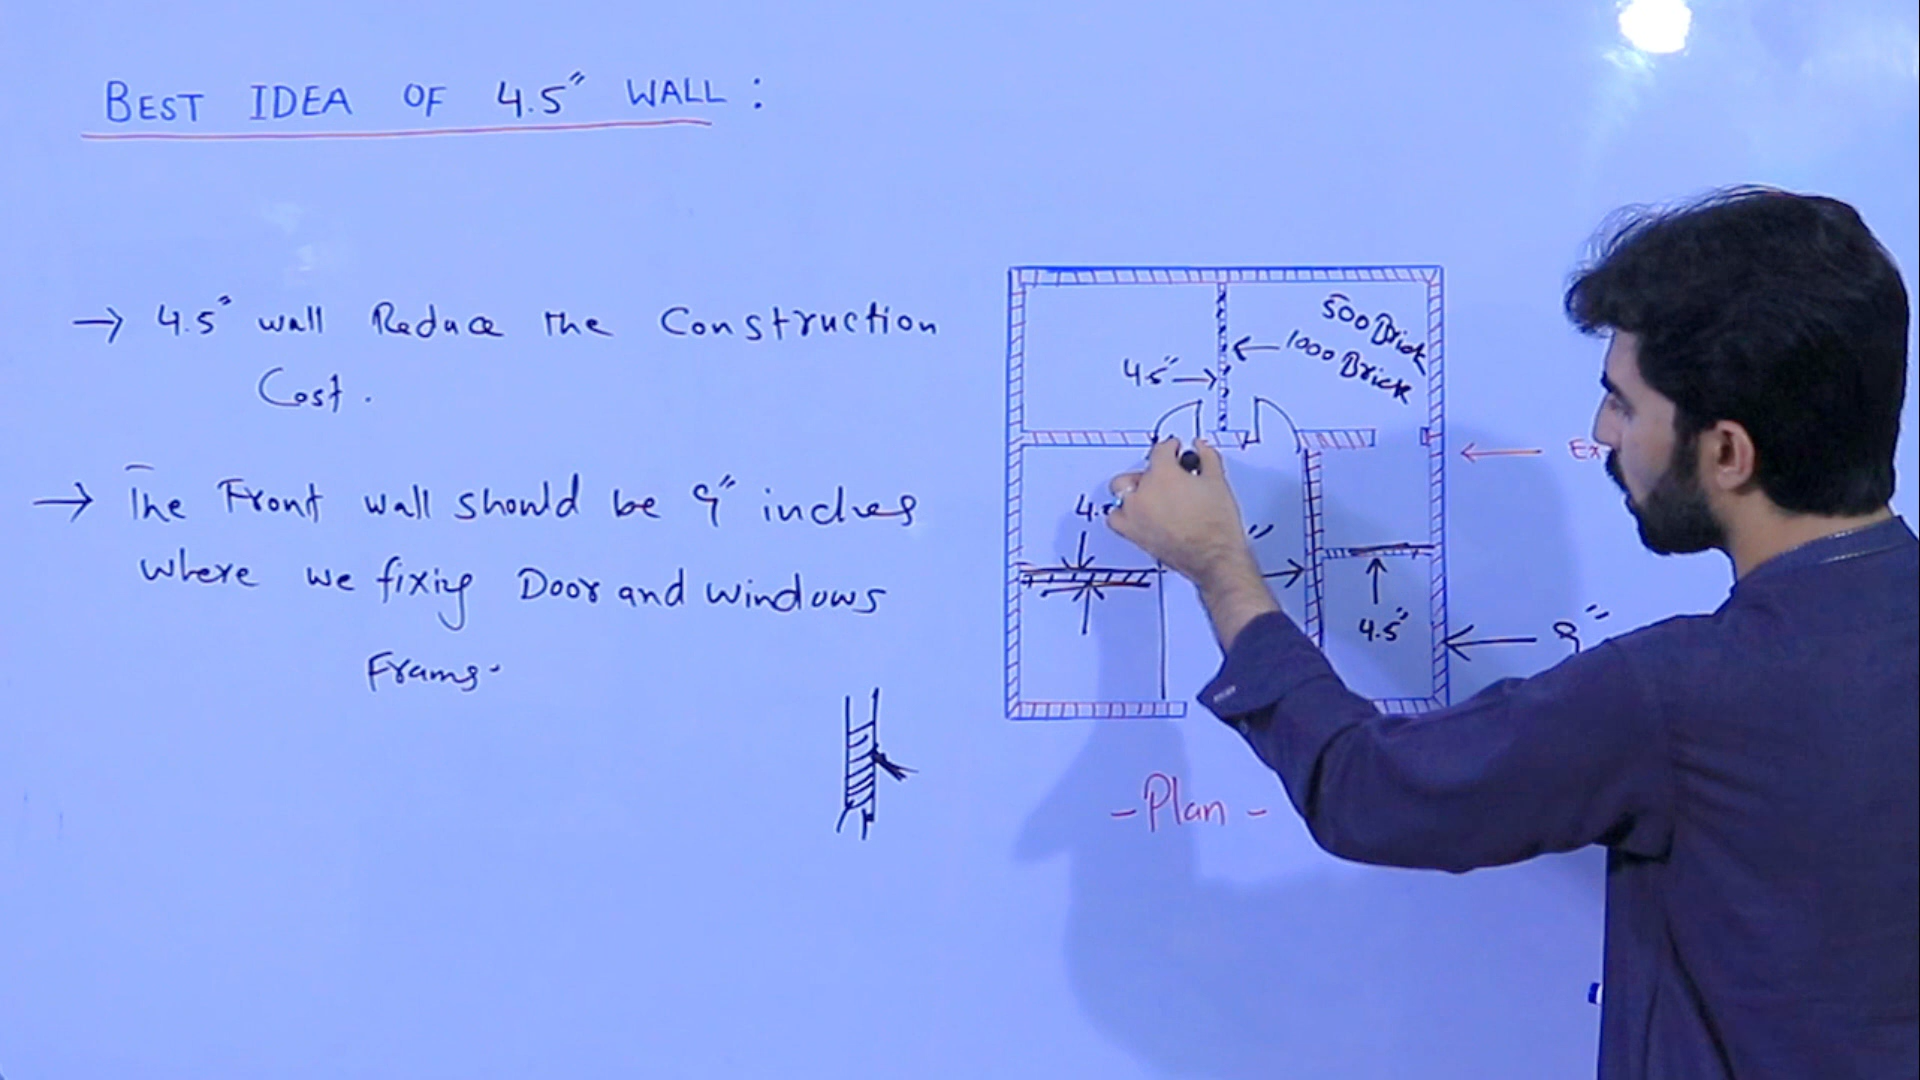 BEST IDEA OF 4.5" WALL :
→ 4.5" wall Reduce the Construction
Cost.
→ The Front wall should be 9" inches
where we fixing Door and windows
Frams.
500 Brick
1000 Brick
4.5"
4.5"
9"
- Plan -